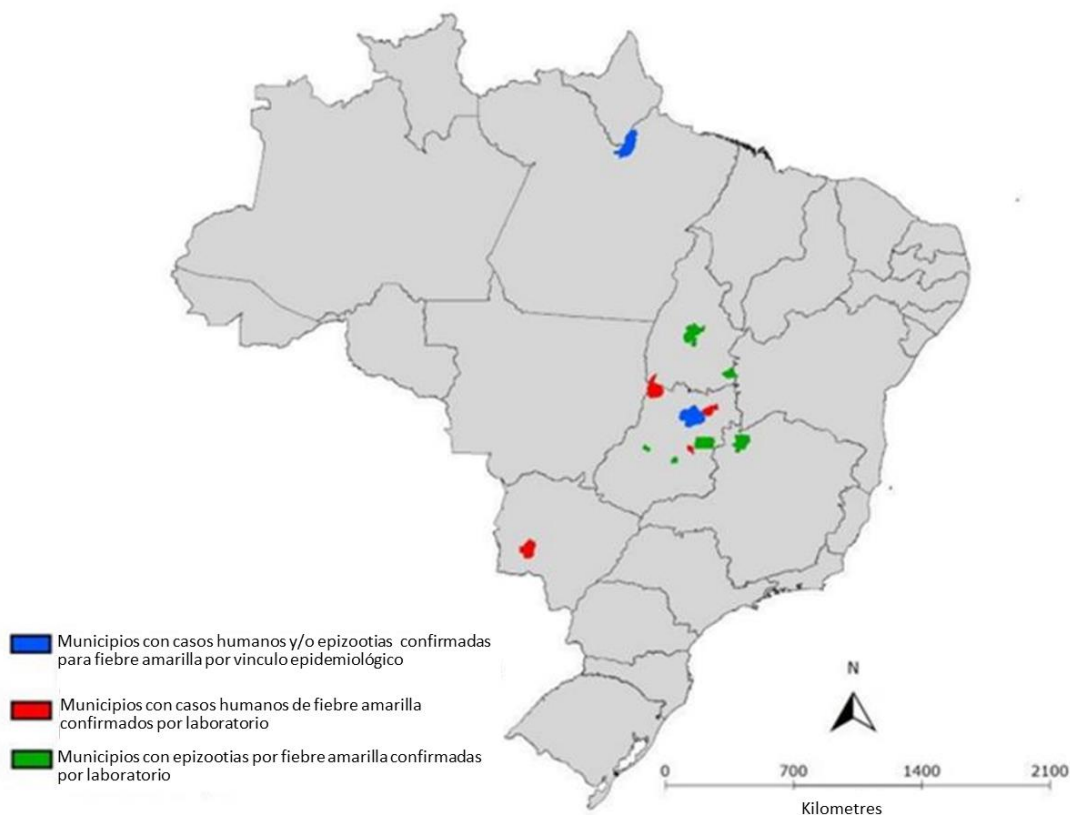 Municipios con casos humanos y/o epizootias confirmadas
para fiebre amarilla por vinculo epidemiológico
Municipios con casos humanos de fiebre amarilla
confirmados por laboratorio
Municipios con epizootias por fiebre amarilla confirmadas
por laboratorio
N
0 700 1400 2100
Kilometres